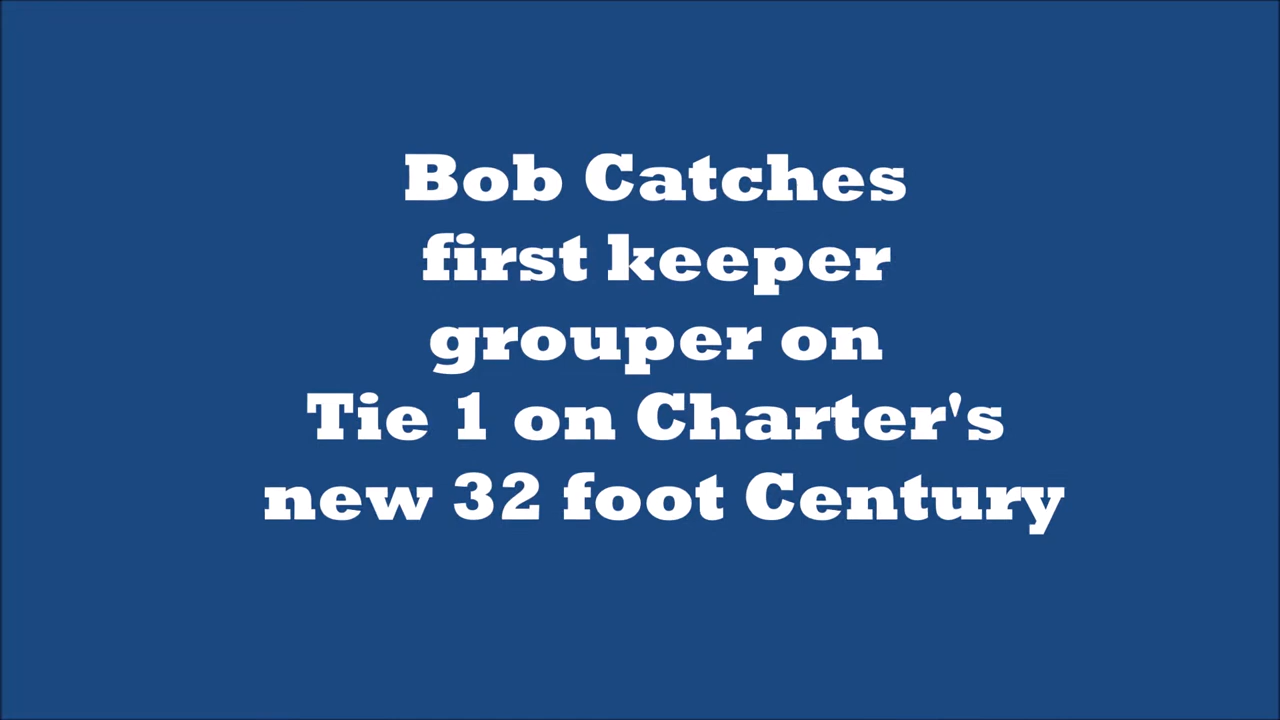 Bob Catches
first keeper
grouper on
Tie 1 on Charter's
new 32 foot Century